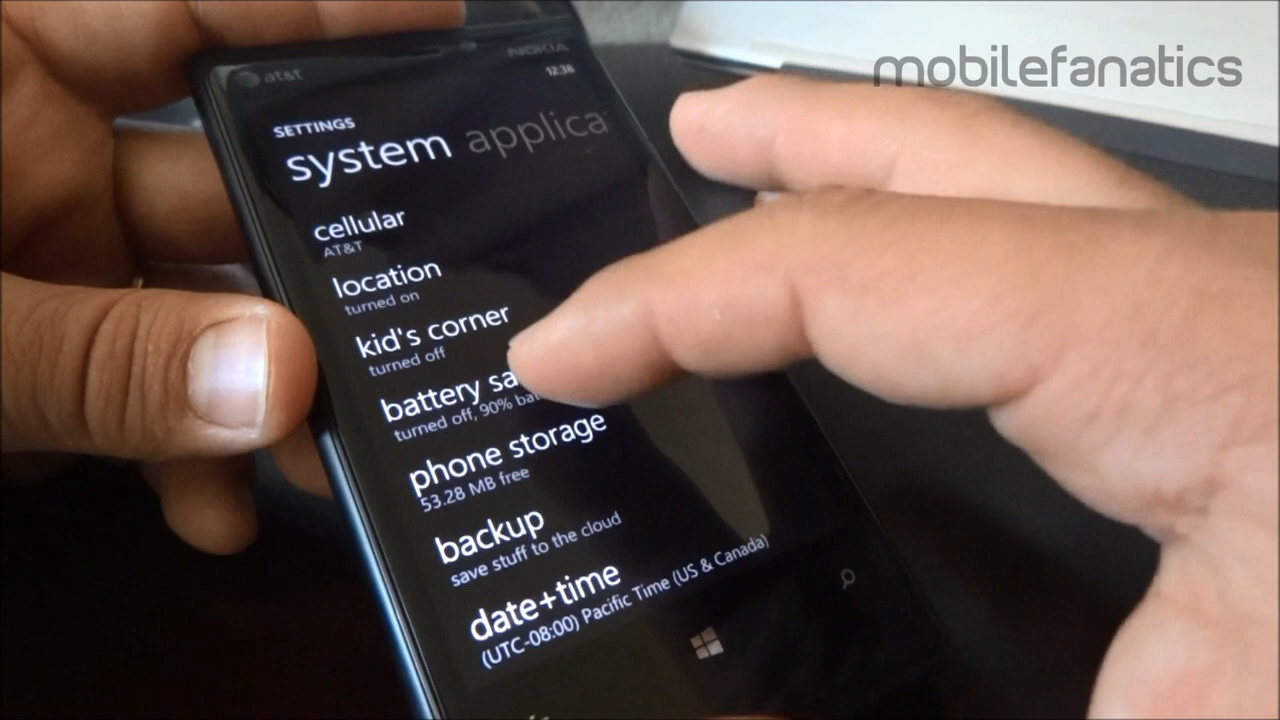 mobilefanatics
NOKIA
at&t
12:38
SETTINGS
system applica
cellular
AT&T
location
turned on
kid's corner
turned off
battery sa
turned off, 90% bat
phone storage
53.28 MB free
backup
save stuff to the cloud
date+time
(UTC-08:00) Pacific Time (US & Canada)